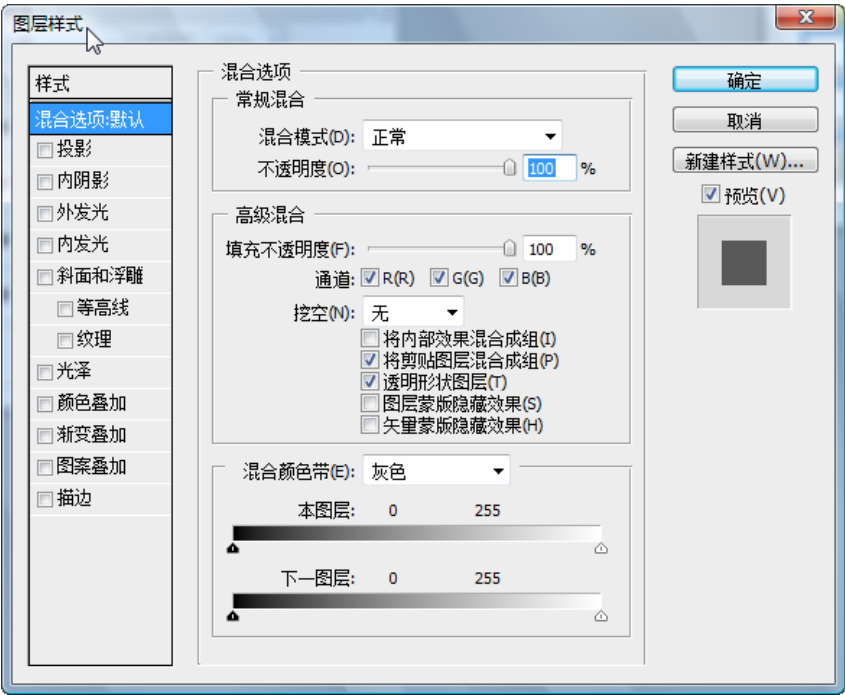 图层样式
样式
混合选项:默认
投影
内阴影
外发光
内发光
斜面和浮雕
等高线
纹理
光泽
颜色叠加
渐变叠加
图案叠加
描边
混合选项
常规混合
混合模式(D): 正常
不透明度(O): 100 %
高级混合
填充不透明度(F): 100 %
通道: R(R) G(G) B(B)
挖空(N): 无
将内部效果混合成组(I)
将剪贴图层混合成组(P)
透明形状图层(T)
图层蒙版隐藏效果(S)
矢量蒙版隐藏效果(H)
混合颜色带(E): 灰色
本图层: 0 255
下一图层: 0 255
确定
取消
新建样式(W)...
预览(V)